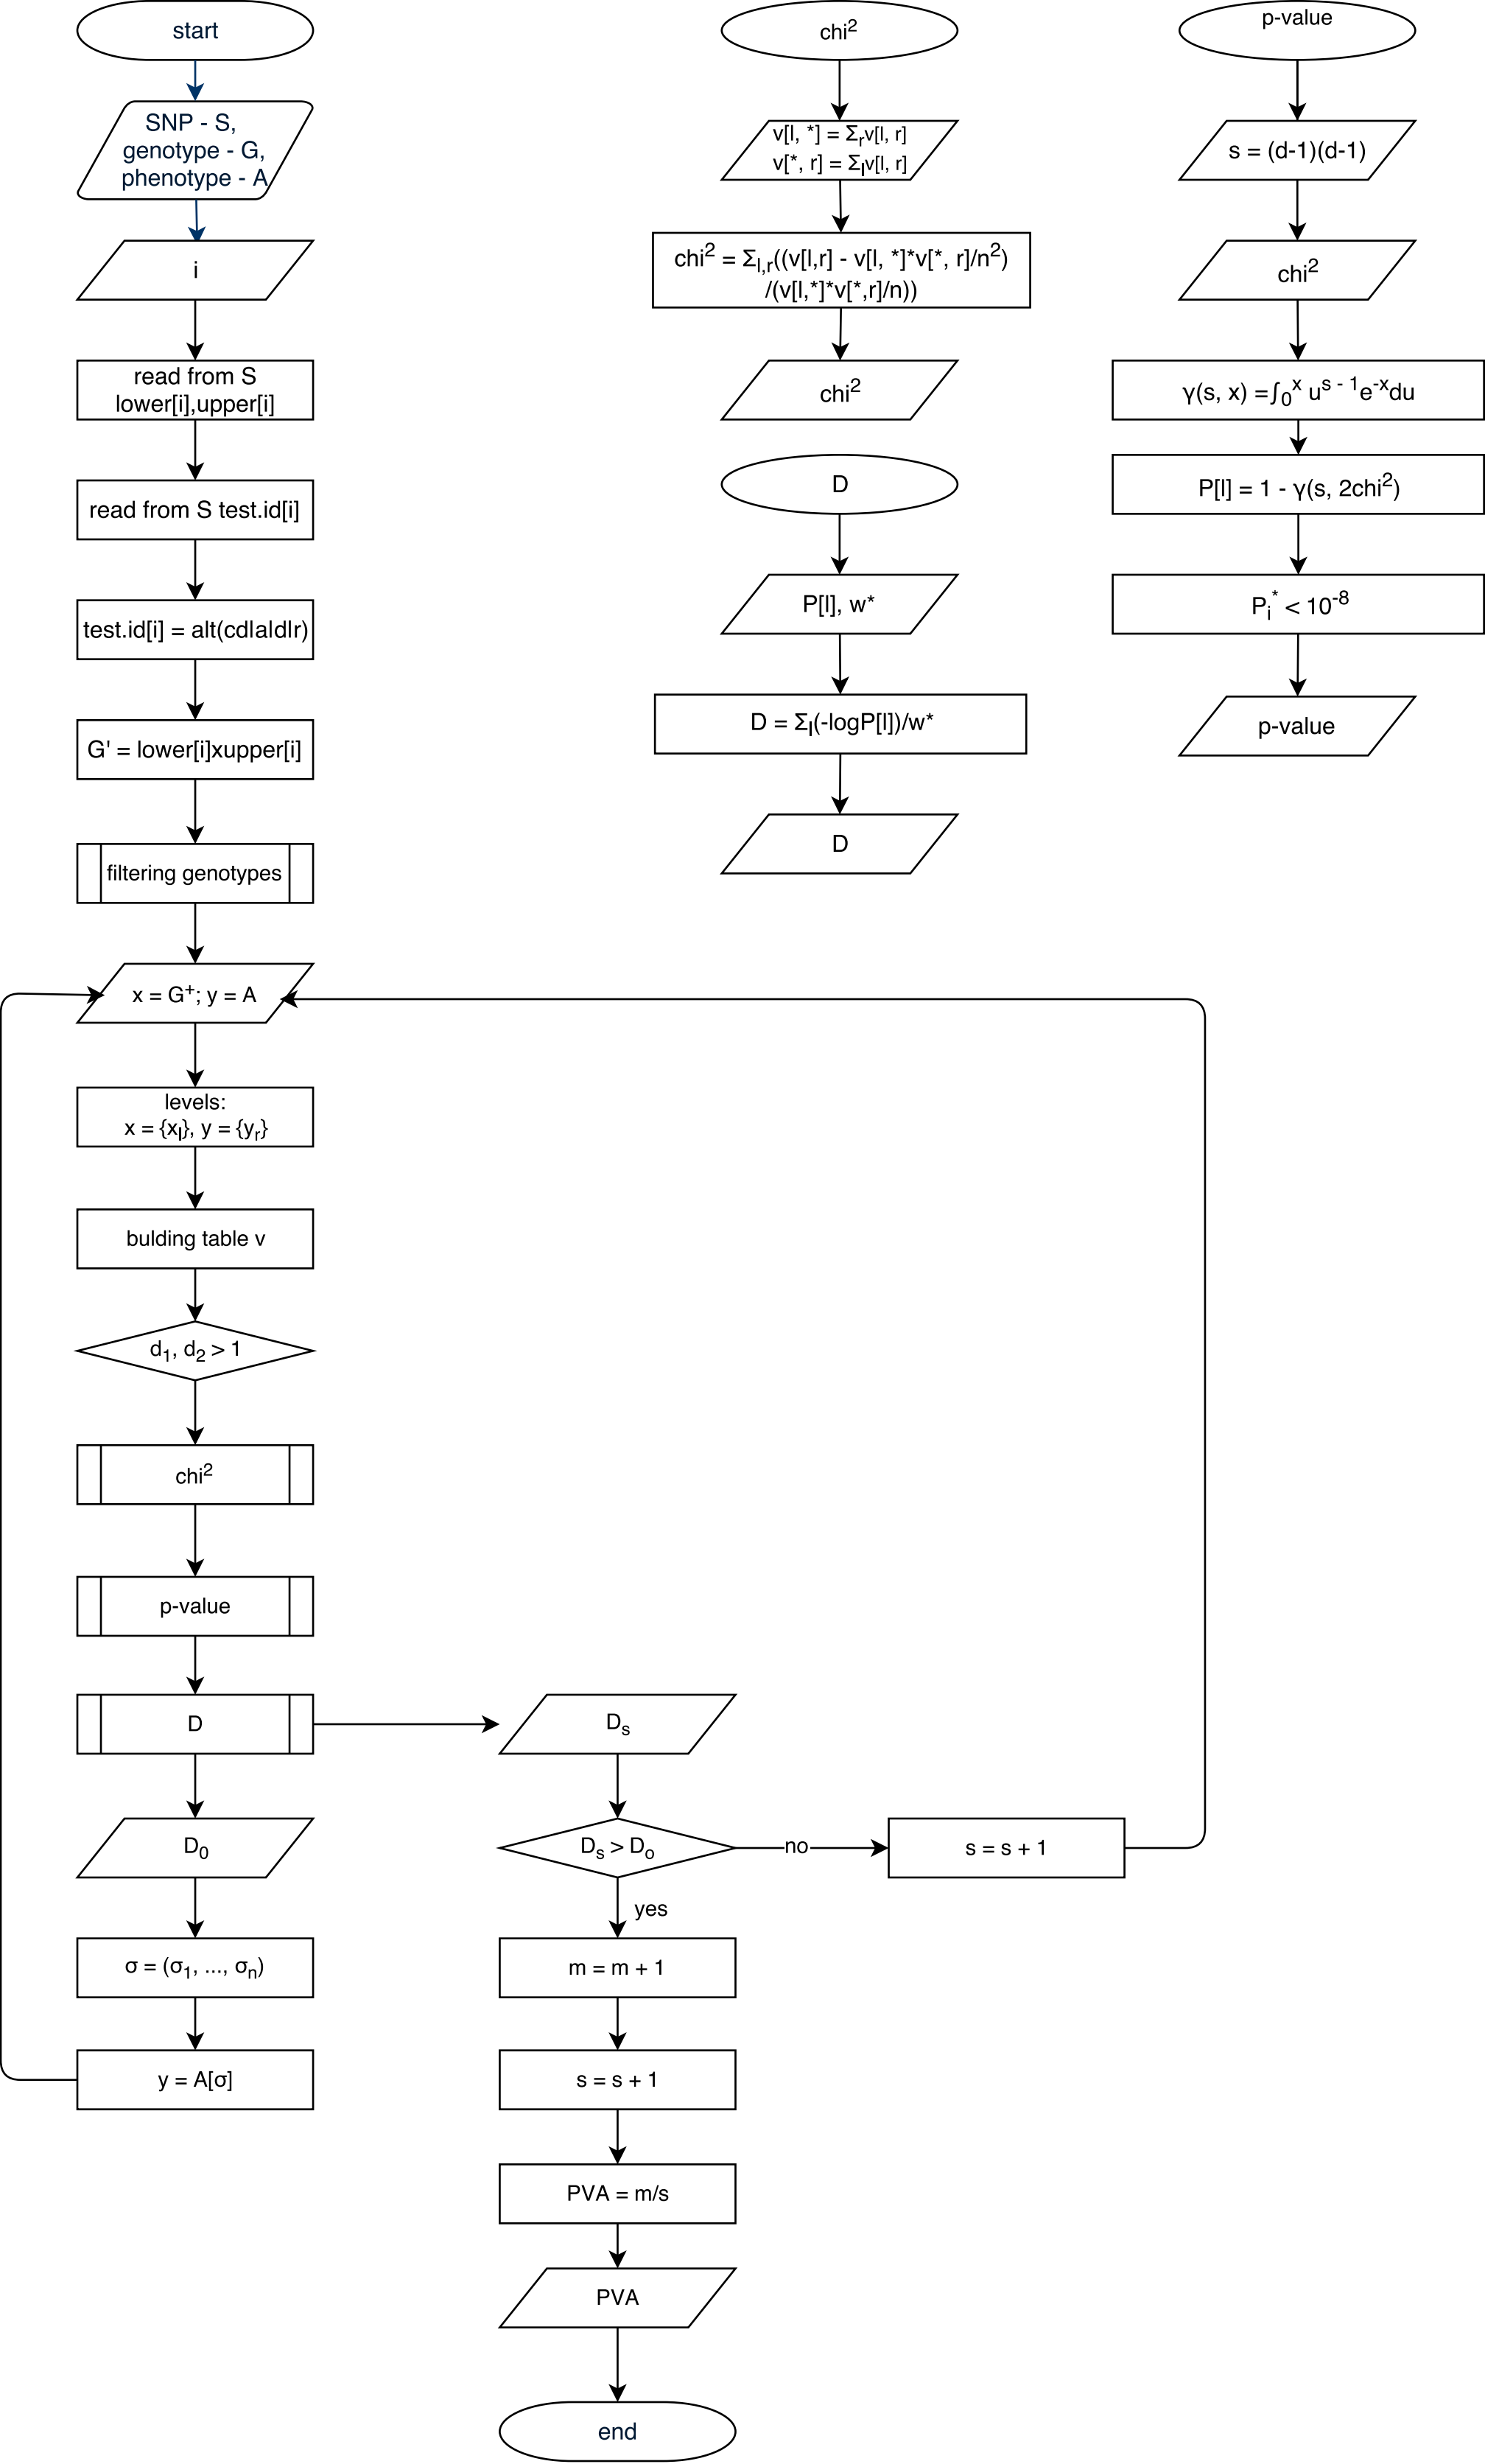 start
SNP - S,
genotype - G,
phenotype - A
i
read from S
lower[i],upper[i]
read from S test.id[i]
test.id[i] = alt(cd|a|d|r)
G' = lower[i]xupper[i]
filtering genotypes
x = G⁺; y = A
levels:
x = {xₗ}, y = {yᵣ}
bulding table v
d₁, d₂ > 1
chi²
p-value
D
D₀
σ = (σ₁, ..., σₙ)
y = A[σ]
Dₛ
Dₛ > Dₒ
no
s = s + 1
yes
m = m + 1
s = s + 1
PVA = m/s
PVA
end
chi²
v[l, *] = Σᵣv[l, r]
v[*, r] = Σₗv[l, r]
chi² = Σₗ,ᵣ((v[l,r] - v[l, *]*v[*, r]/n²)
/(v[l,*]*v[*,r]/n))
chi²
D
P[l], w*
D = Σₗ(-logP[l])/w*
D
p-value
s = (d-1)(d-1)
chi²
γ(s, x) =∫₀ˣ uˢ⁻¹e⁻ˣdu
P[l] = 1 - γ(s, 2chi²)
Pᵢ* < 10⁻⁸
p-value